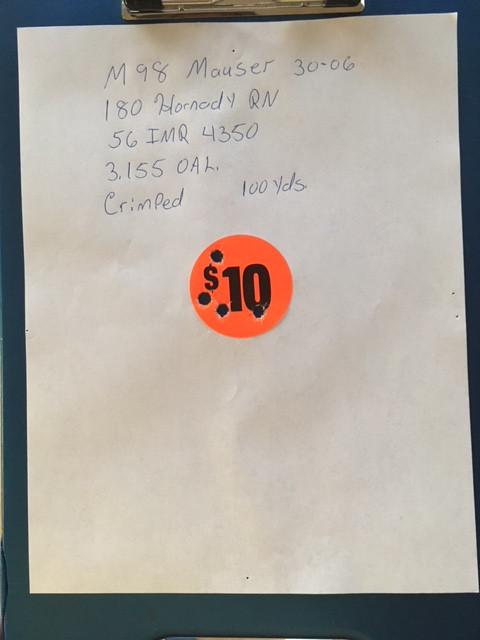 M98 Mauser 30-06
180 Hornady RN
56 IMR 4350
3.155 OAL.
Crimped 100 yds.
$10